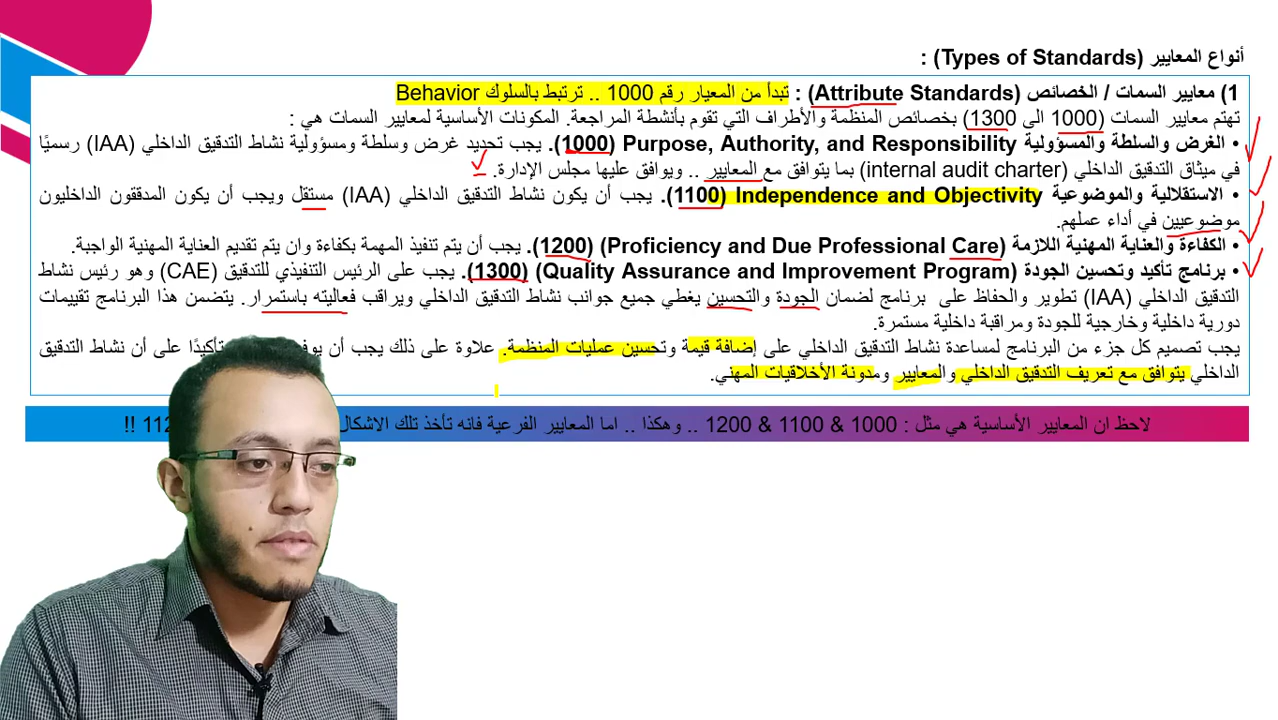 أنواع المعايير (Types of Standards) :
1) معايير السمات / الخصائص (Attribute Standards) : تبدأ من المعيار رقم 1000 .. ترتبط بالسلوك Behavior
تهتم معايير السمات (1000 الى 1300) بخصائص المنظمة والأطراف التي تقوم بأنشطة المراجعة. المكونات الأساسية لمعايير السمات هي :
• الغرض والسلطة والمسؤولية Purpose, Authority, and Responsibility (1000). يجب تحديد غرض وسلطة ومسؤولية نشاط التدقيق الداخلي (IAA) رسميًا
في ميثاق التدقيق الداخلي (internal audit charter) بما يتوافق مع المعايير .. ويوافق عليها مجلس الإدارة.
• الاستقلالية والموضوعية Independence and Objectivity (1100). يجب أن يكون نشاط التدقيق الداخلي (IAA) مستقل ويجب أن يكون المدققون الداخليون
موضوعيين في أداء عملهم.
• الكفاءة والعناية المهنية اللازمة (Proficiency and Due Professional Care) (1200). يجب أن يتم تنفيذ المهمة بكفاءة وان يتم تقديم العناية المهنية الواجبة.
• برنامج تأكيد وتحسين الجودة (Quality Assurance and Improvement Program) (1300). يجب على الرئيس التنفيذي للتدقيق (CAE) وهو رئيس نشاط
التدقيق الداخلي (IAA) تطوير والحفاظ على برنامج لضمان الجودة والتحسين يغطي جميع جوانب نشاط التدقيق الداخلي ويراقب فعاليته باستمرار. يتضمن هذا البرنامج تقييمات
دورية داخلية وخارجية للجودة ومراقبة داخلية مستمرة.
يجب تصميم كل جزء من البرنامج لمساعدة نشاط التدقيق الداخلي على إضافة قيمة وتحسين عمليات المنظمة. علاوة على ذلك يجب أن تأكيدًا على أن نشاط التدقيق
الداخلي يتوافق مع تعريف التدقيق الداخلي والمعايير ومدونة الأخلاقيات المهني.
لاحظ ان المعايير الأساسية هي مثل : 1000 & 1100 & 1200 .. وهكذا .. اما المعايير الفرعية فانه تأخذ تلك الاشكال !!